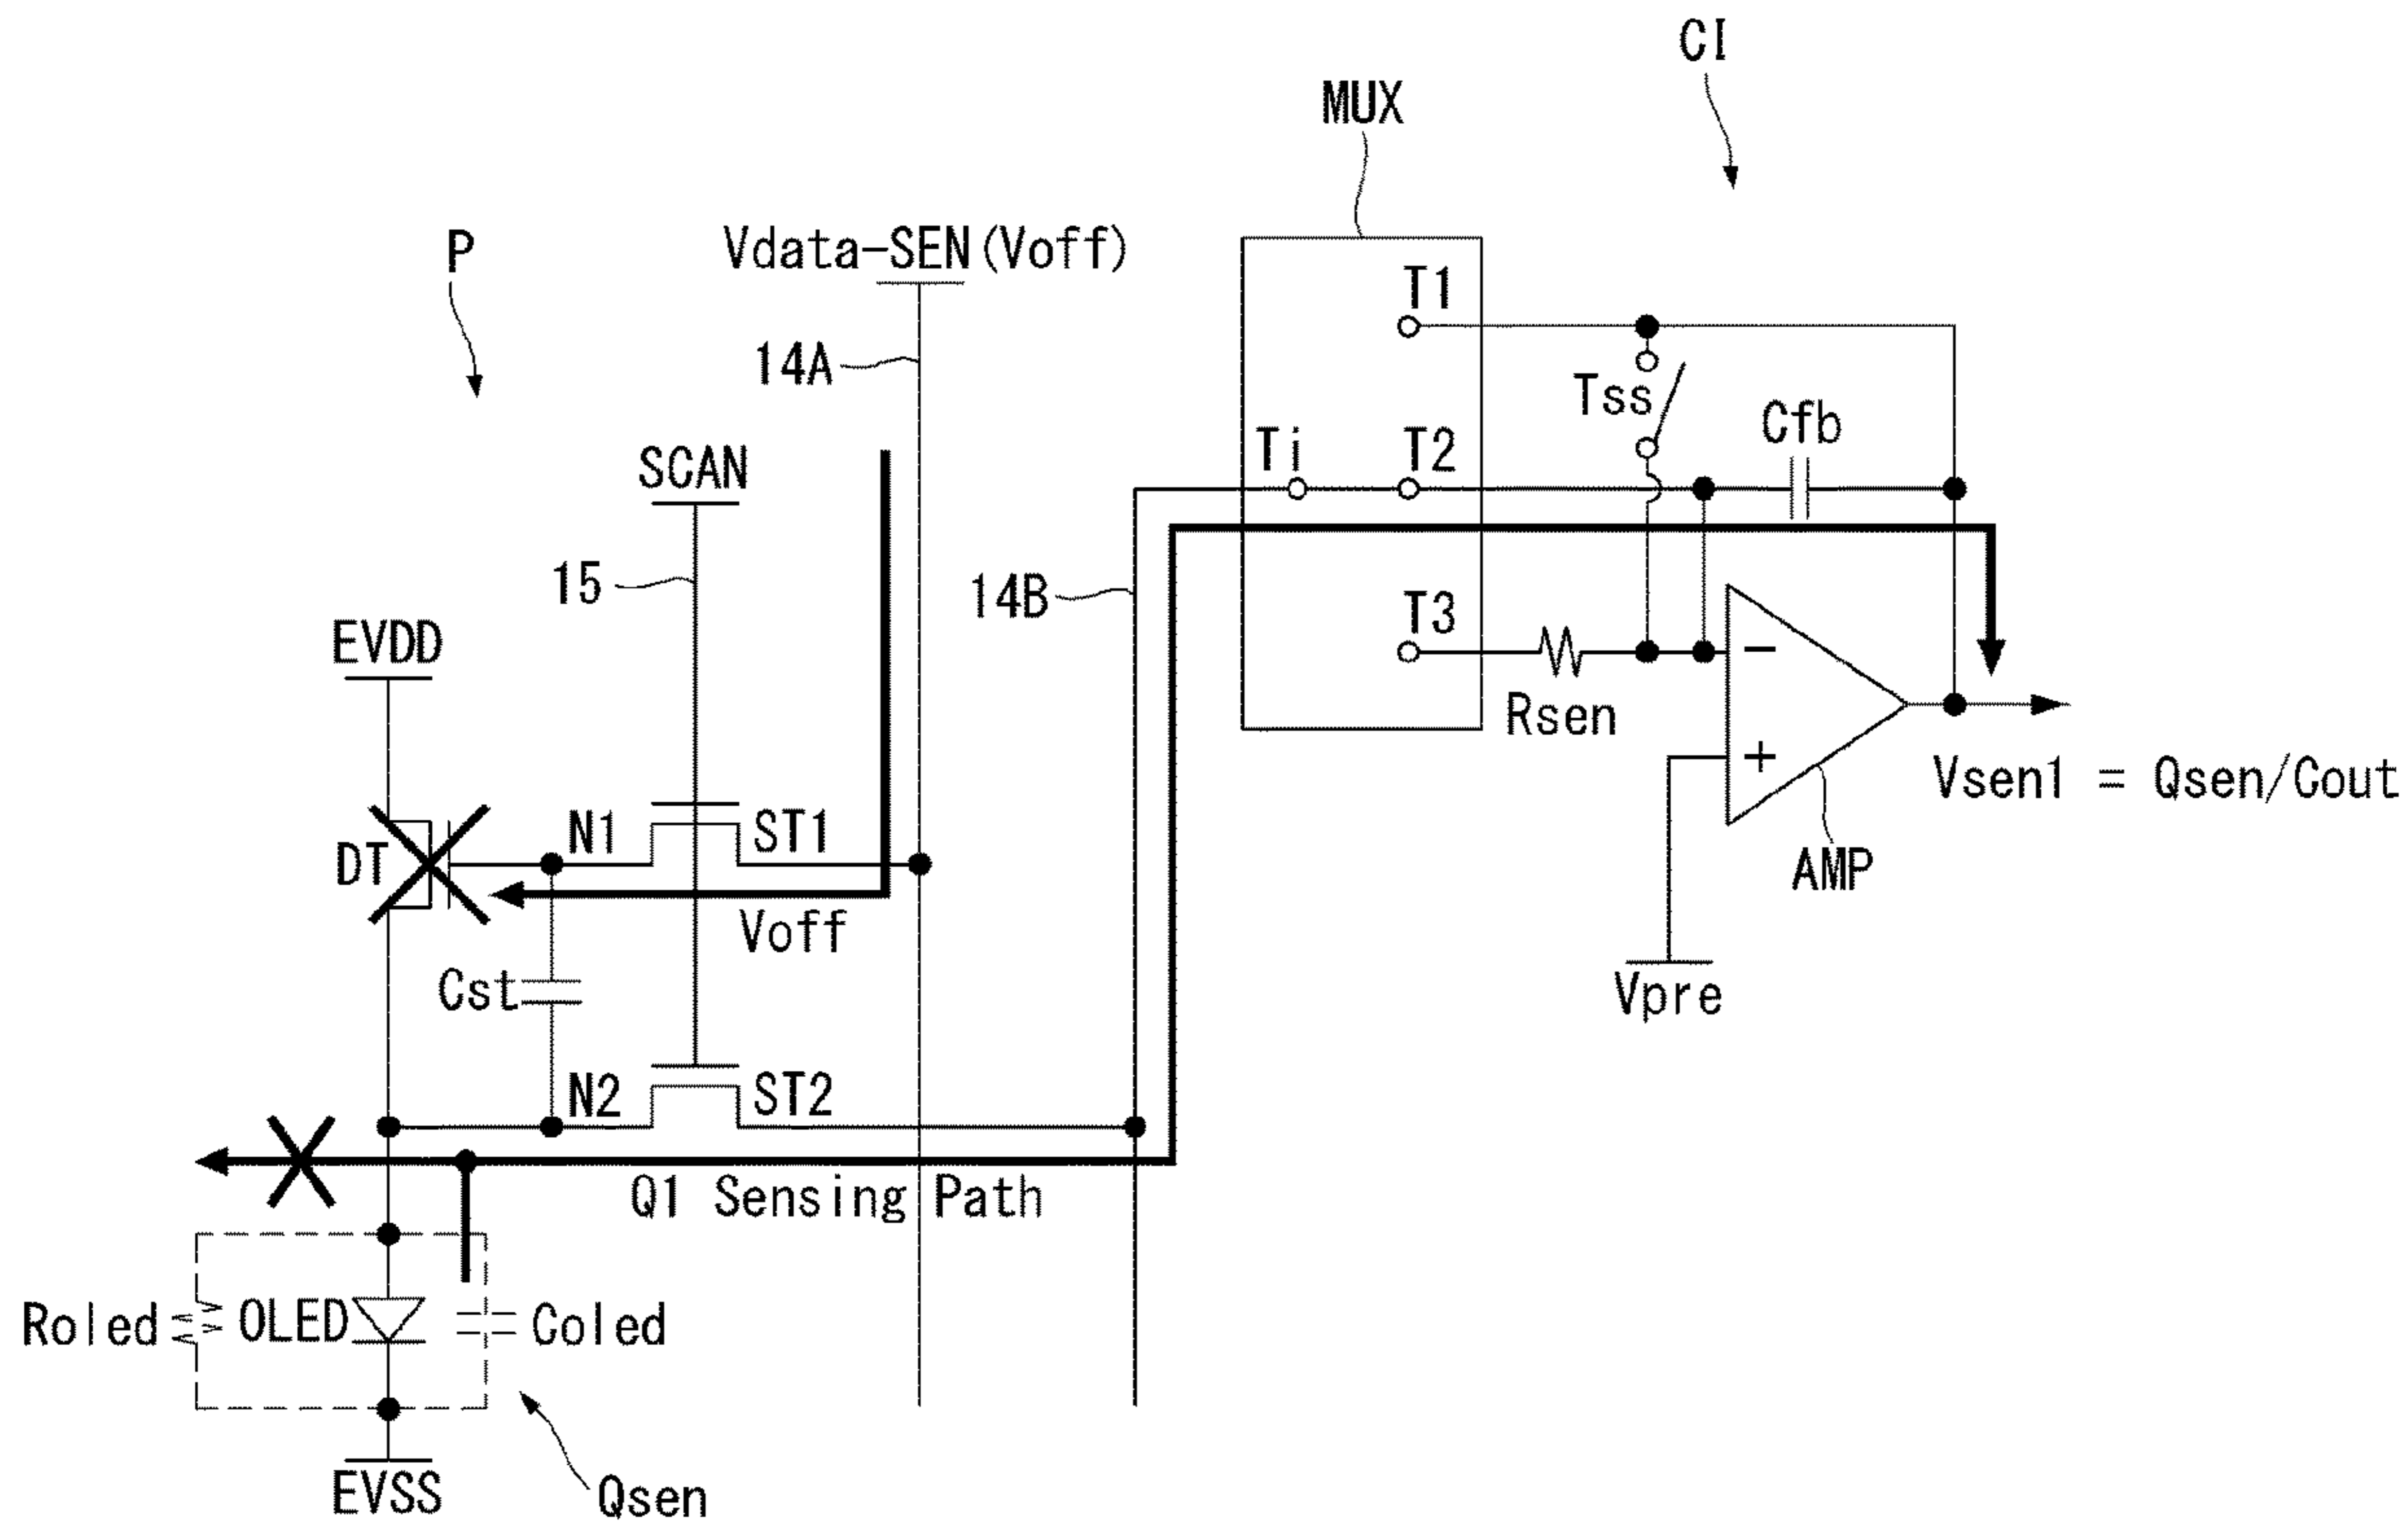 CI
MUX
P
Vdata-SEN(Voff)
T1
14A
Tss
Cfb
SCAN
Ti
T2
15
14B
T3
EVDD
Rsen
−
+
Vsen1 = Qsen/Cout
N1
ST1
DT
AMP
Voff
Cst
Vpre
N2
ST2
Q1 Sensing Path
Roled
OLED
Coled
EVSS
Qsen